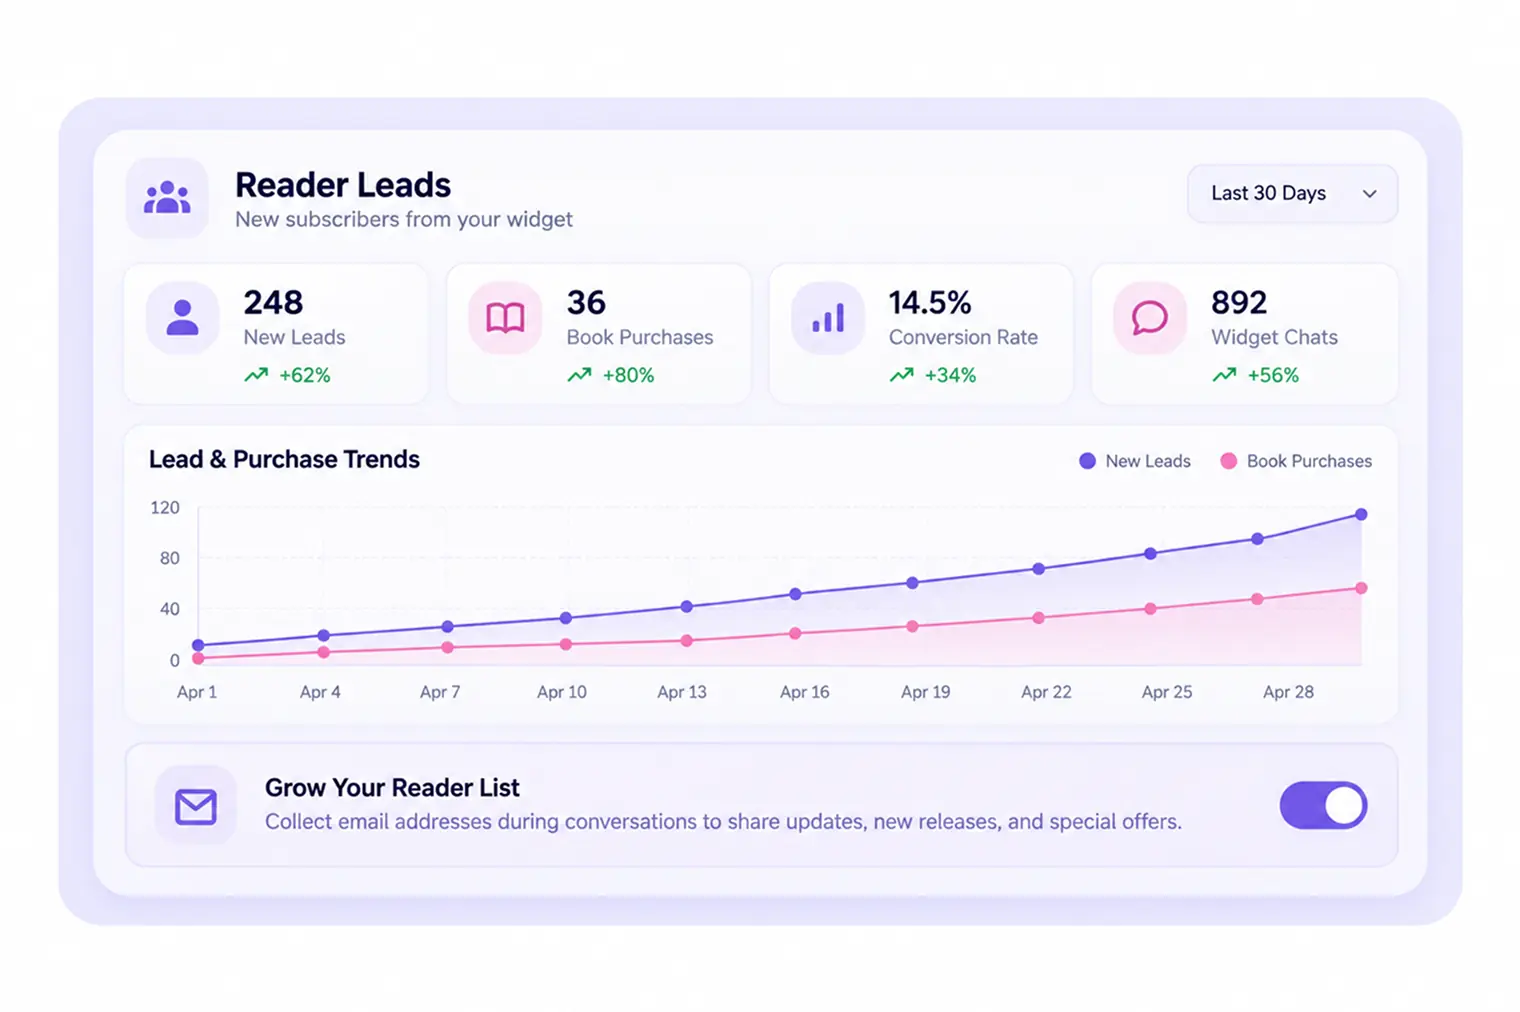 Reader Leads
New subscribers from your widget
Last 30 Days
248
New Leads
+62%
36
Book Purchases
+80%
14.5%
Conversion Rate
+34%
892
Widget Chats
+56%
Lead & Purchase Trends
New Leads
Book Purchases
120
80
40
0
Apr 1
Apr 4
Apr 7
Apr 10
Apr 13
Apr 16
Apr 19
Apr 22
Apr 25
Apr 28
Grow Your Reader List
Collect email addresses during conversations to share updates, new releases, and special offers.